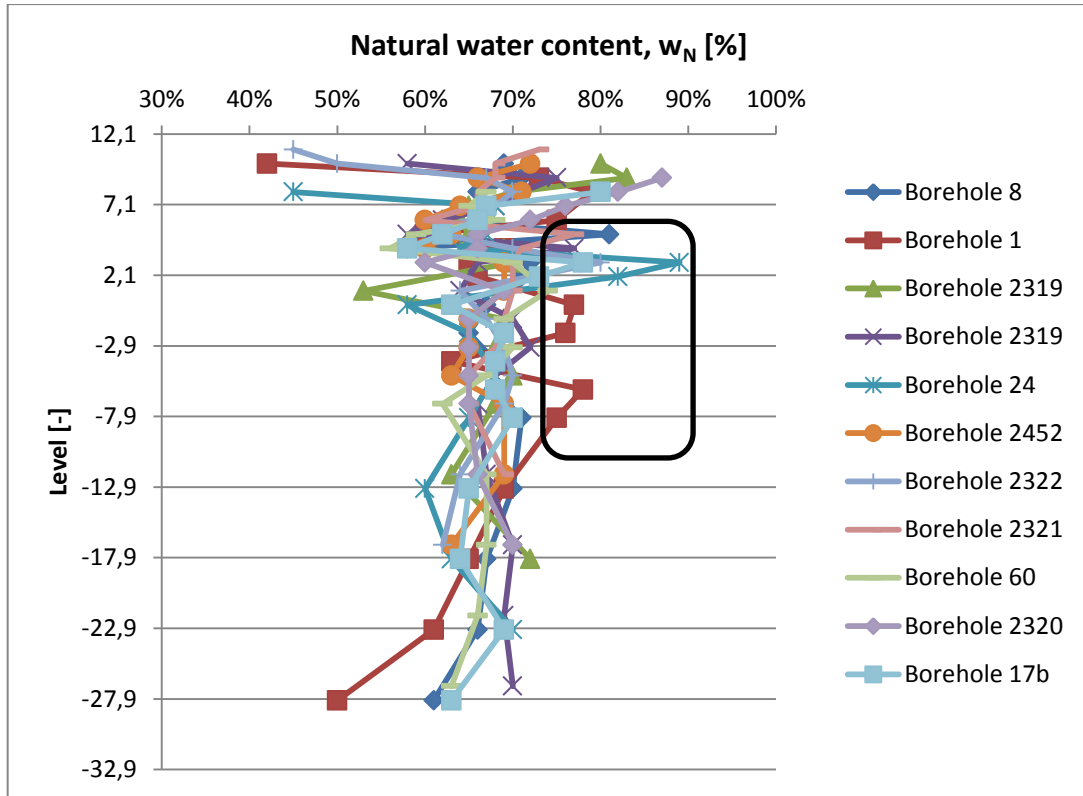 Natural water content, wN [%]
30% 40% 50% 60% 70% 80% 90% 100%
12,1
7,1
2,1
-2,9
-7,9
-12,9
-17,9
-22,9
-27,9
-32,9
Level [-]
Borehole 8
Borehole 1
Borehole 2319
Borehole 2319
Borehole 24
Borehole 2452
Borehole 2322
Borehole 2321
Borehole 60
Borehole 2320
Borehole 17b